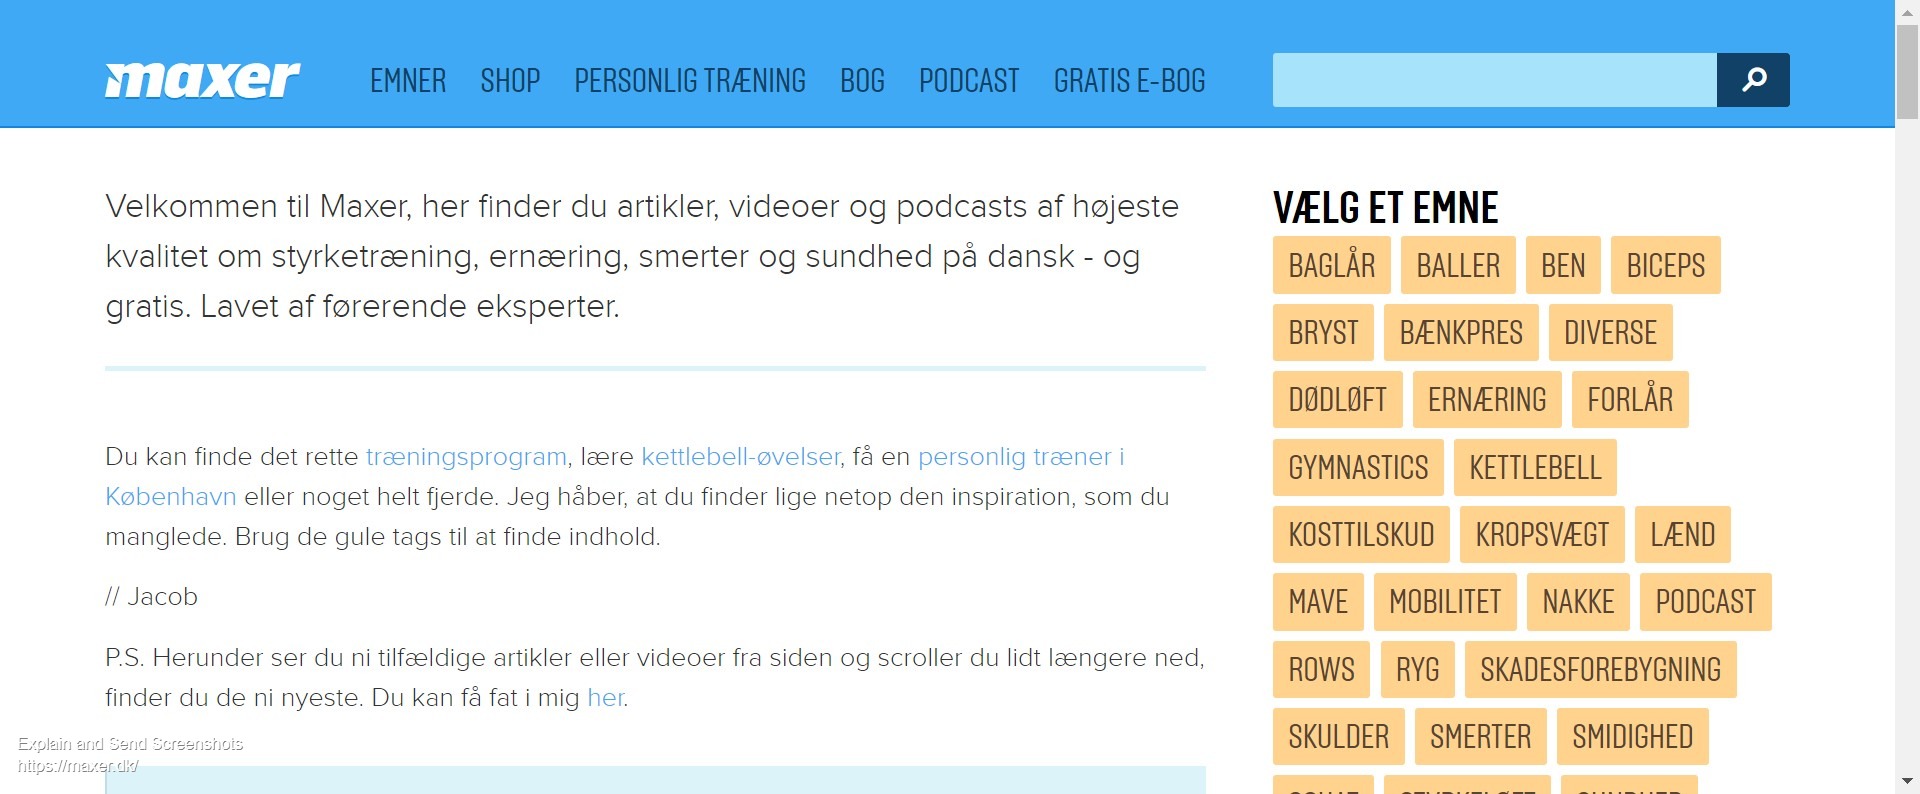 maxer
EMNER SHOP PERSONLIG TRÆNING BOG PODCAST GRATIS E-BOG
Velkommen til Maxer, her finder du artikler, videoer og podcasts af højeste
kvalitet om styrketræning, ernæring, smerter og sundhed på dansk - og
gratis. Lavet af førerende eksperter.
Du kan finde det rette træningsprogram, lære kettlebell-øvelser, få en personlig træner i
København eller noget helt fjerde. Jeg håber, at du finder lige netop den inspiration, som du
manglede. Brug de gule tags til at finde indhold.
// Jacob
P.S. Herunder ser du ni tilfældige artikler eller videoer fra siden og scroller du lidt længere ned,
finder du de ni nyeste. Du kan få fat i mig her.
VÆLG ET EMNE
BAGLÅR BALLER BEN BICEPS
BRYST BÆNKPRES DIVERSE
DØDLØFT ERNÆRING FORLÅR
GYMNASTICS KETTLEBELL
KOSTTILSKUD KROPSVÆGT LÆND
MAVE MOBILITET NAKKE PODCAST
ROWS RYG SKADESFOREBYGNING
SKULDER SMERTER SMIDIGHED
Explain and Send Screenshots
https://maxer.dk/